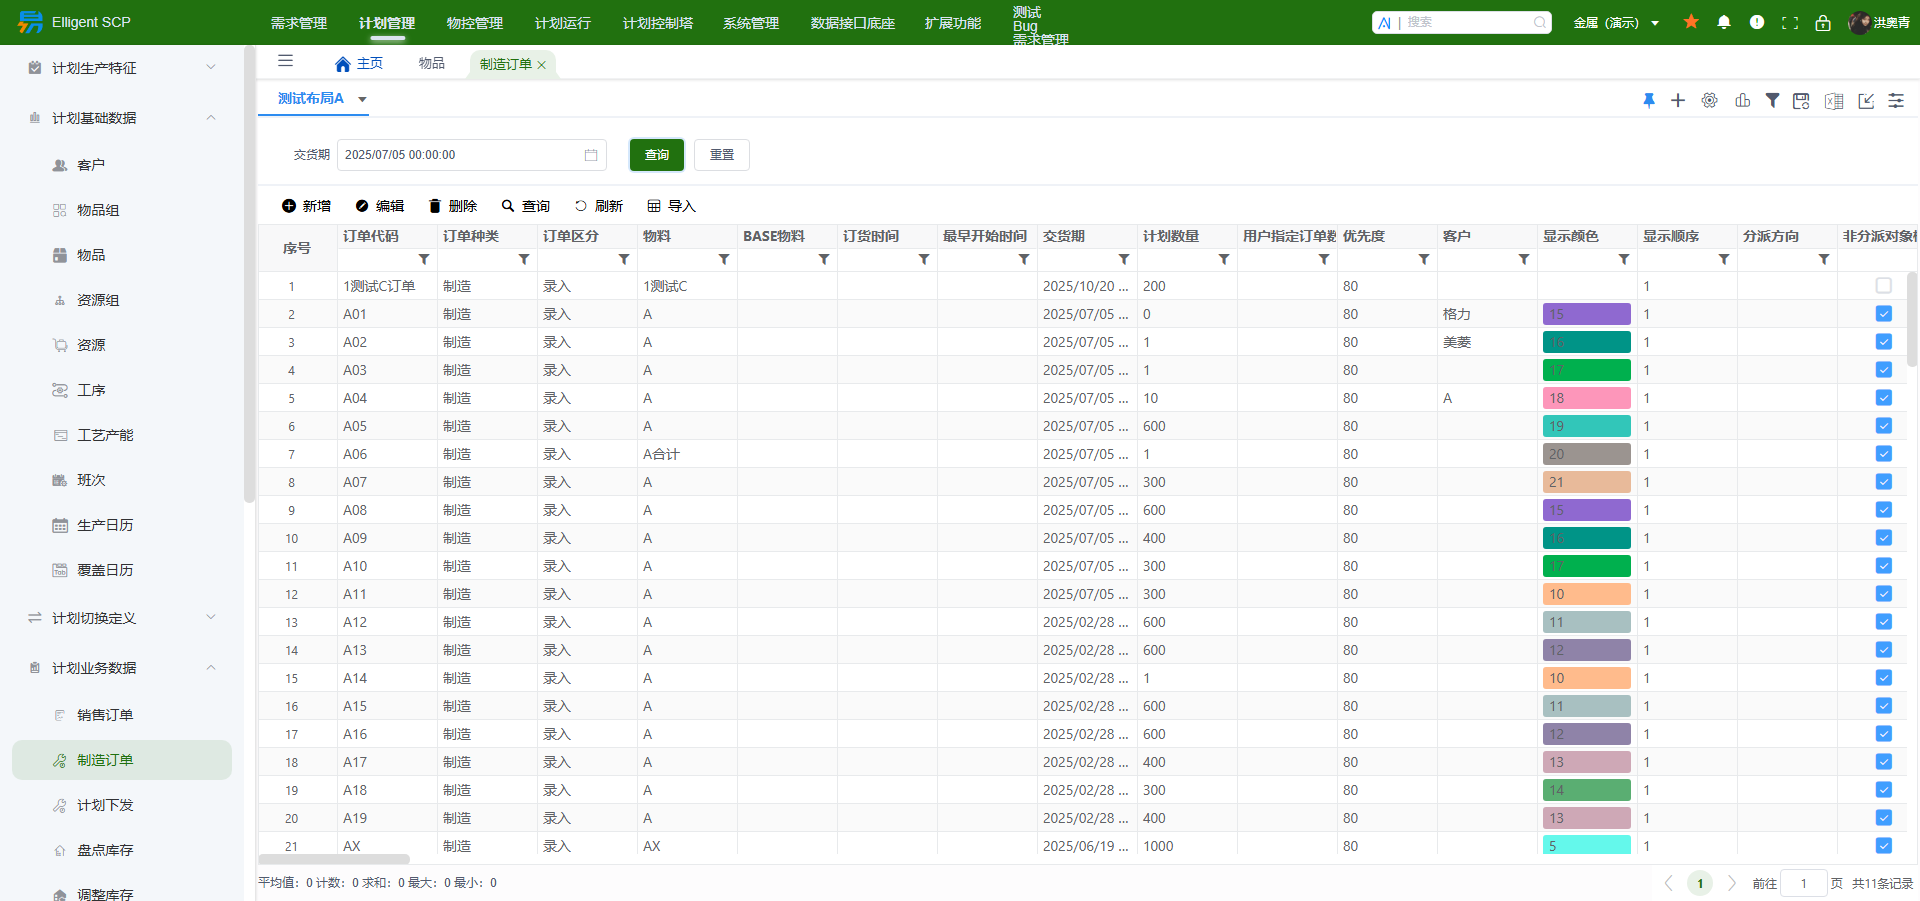 Elligent SCP
需求管理 计划管理 物控管理 计划运行 计划控制塔 系统管理 数据接口底座 扩展功能 测试 Bug 需求管理
AI | 搜索 金属（演示） 洪奥青
计划生产特征
计划基础数据
客户
物品组
物品
资源组
资源
工序
工艺产能
班次
生产日历
覆盖日历
计划切换定义
计划业务数据
销售订单
制造订单
计划下发
盘点库存
调整库存
主页 物品 制造订单
测试布局A
交货期 2025/07/05 00:00:00 查询 重置
新增 编辑 删除 查询 刷新 导入
序号 订单代码 订单种类 订单区分 物料 BASE物料 订货时间 最早开始时间 交货期 计划数量 用户指定订单数 优先度 客户 显示颜色 显示顺序 分派方向 非分派对象
1 1测试C订单 制造 录入 1测试C 2025/10/20 ... 200 80 1
2 A01 制造 录入 A 2025/07/05 ... 0 80 格力 15 1
3 A02 制造 录入 A 2025/07/05 ... 1 80 美菱 16 1
4 A03 制造 录入 A 2025/07/05 ... 1 80 17 1
5 A04 制造 录入 A 2025/07/05 ... 10 80 A 18 1
6 A05 制造 录入 A 2025/07/05 ... 600 80 19 1
7 A06 制造 录入 A合计 2025/07/05 ... 1 80 20 1
8 A07 制造 录入 A 2025/07/05 ... 300 80 21 1
9 A08 制造 录入 A 2025/07/05 ... 600 80 15 1
10 A09 制造 录入 A 2025/07/05 ... 400 80 16 1
11 A10 制造 录入 A 2025/07/05 ... 300 80 17 1
12 A11 制造 录入 A 2025/07/05 ... 300 80 10 1
13 A12 制造 录入 A 2025/02/28 ... 600 80 11 1
14 A13 制造 录入 A 2025/02/28 ... 600 80 12 1
15 A14 制造 录入 A 2025/02/28 ... 1 80 10 1
16 A15 制造 录入 A 2025/02/28 ... 600 80 11 1
17 A16 制造 录入 A 2025/02/28 ... 600 80 12 1
18 A17 制造 录入 A 2025/02/28 ... 400 80 13 1
19 A18 制造 录入 A 2025/02/28 ... 300 80 14 1
20 A19 制造 录入 A 2025/02/28 ... 400 80 13 1
21 AX 制造 录入 AX 2025/06/19 ... 1000 80 5 1
平均值：0 计数：0 求和：0 最大：0 最小：0
1 前往 1 页 共11条记录